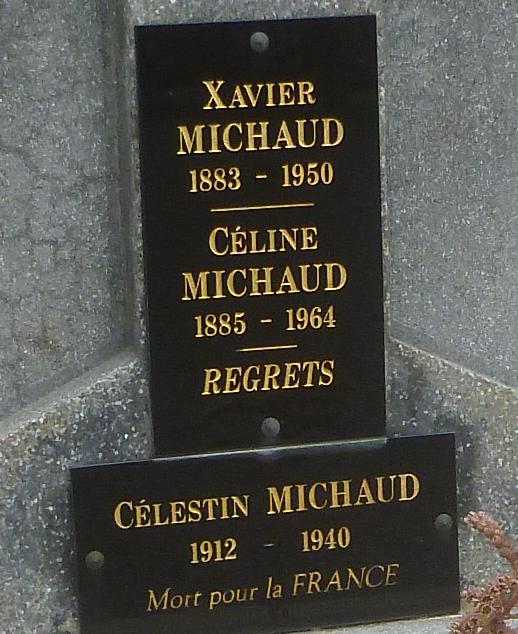 XAVIER
MICHAUD
1883 - 1950
CÉLINE
MICHAUD
1885 - 1964
REGRETS
CÉLESTIN MICHAUD
1912 - 1940
Mort pour la FRANCE